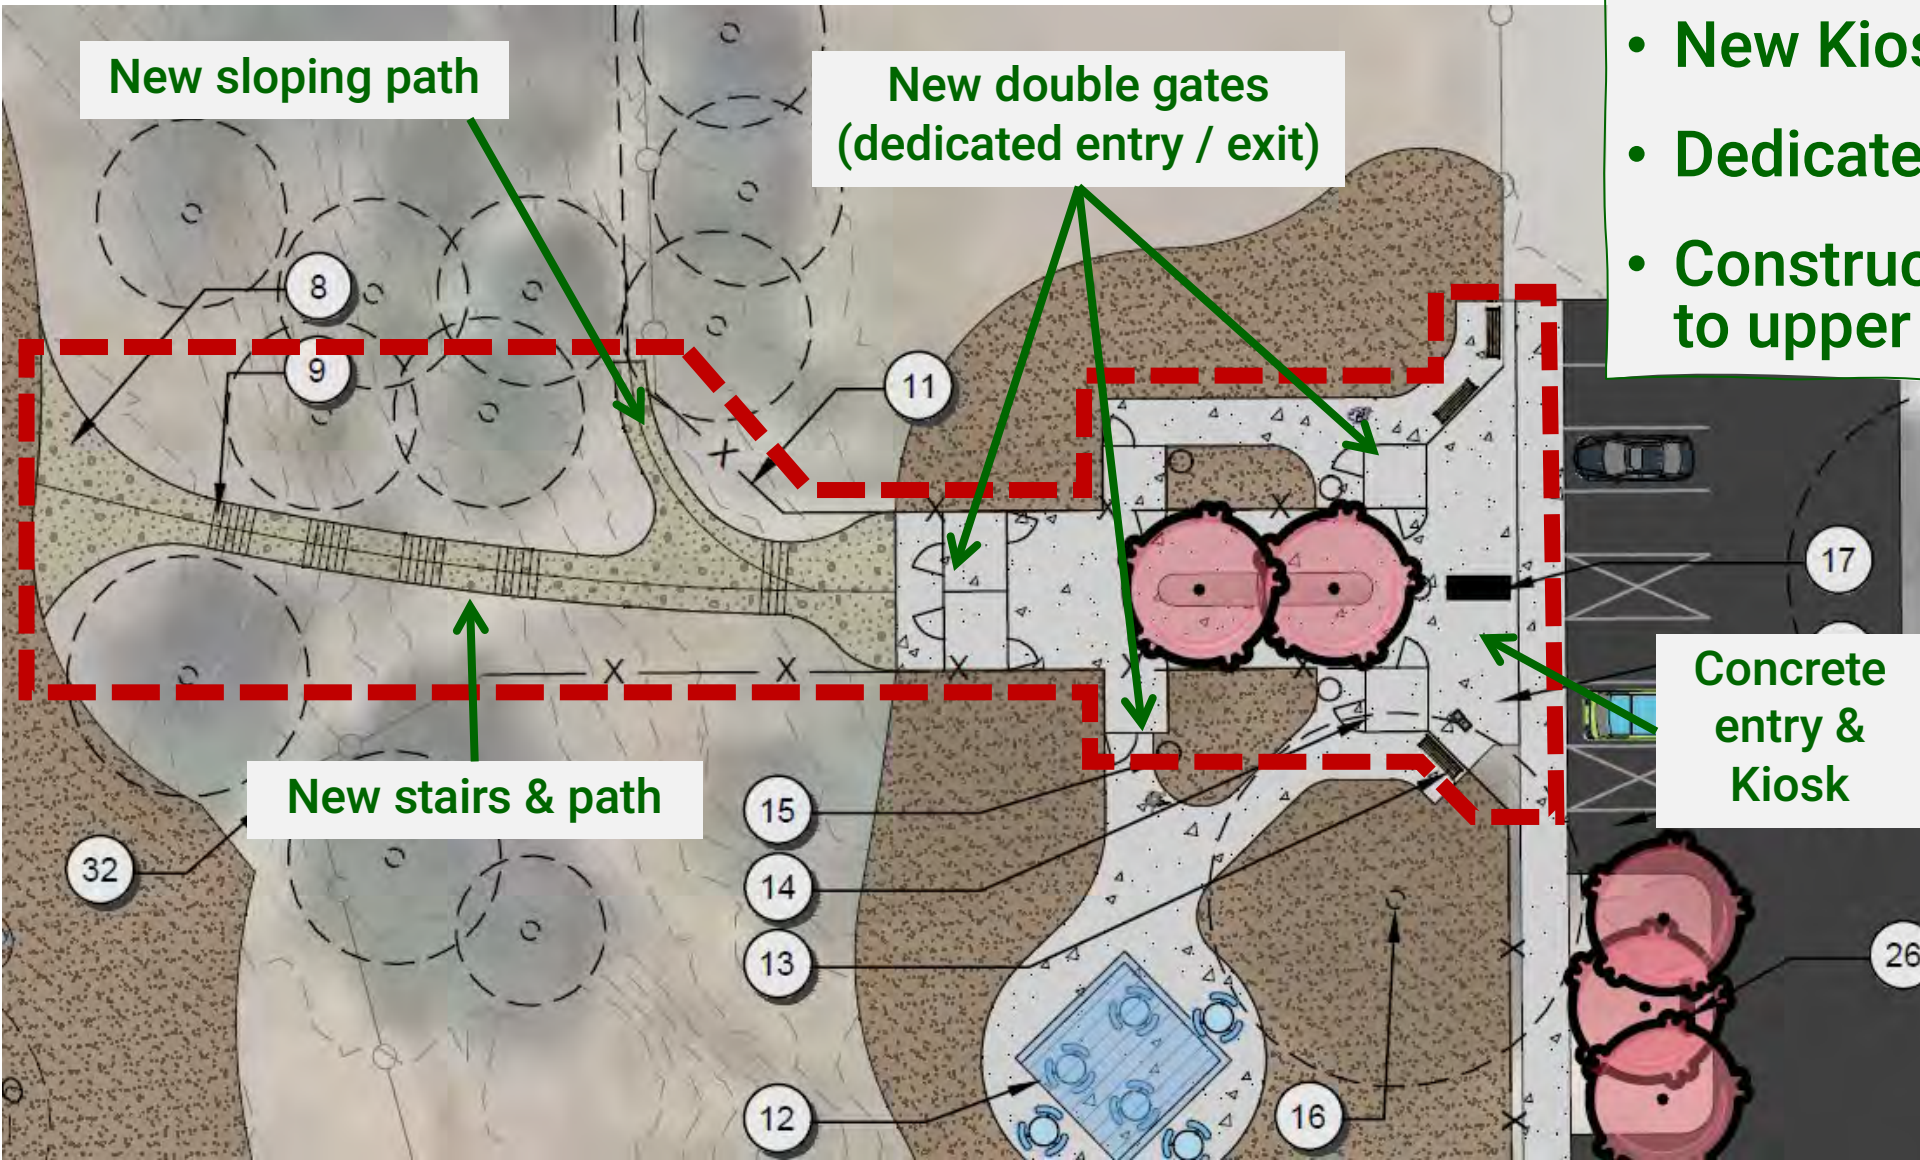 New sloping path
New double gates
(dedicated entry / exit)
• New Kios
• Dedicate
• Construc
to upper
8
9
11
17
Concrete
entry &
Kiosk
New stairs & path
15
14
13
32
26
12
16